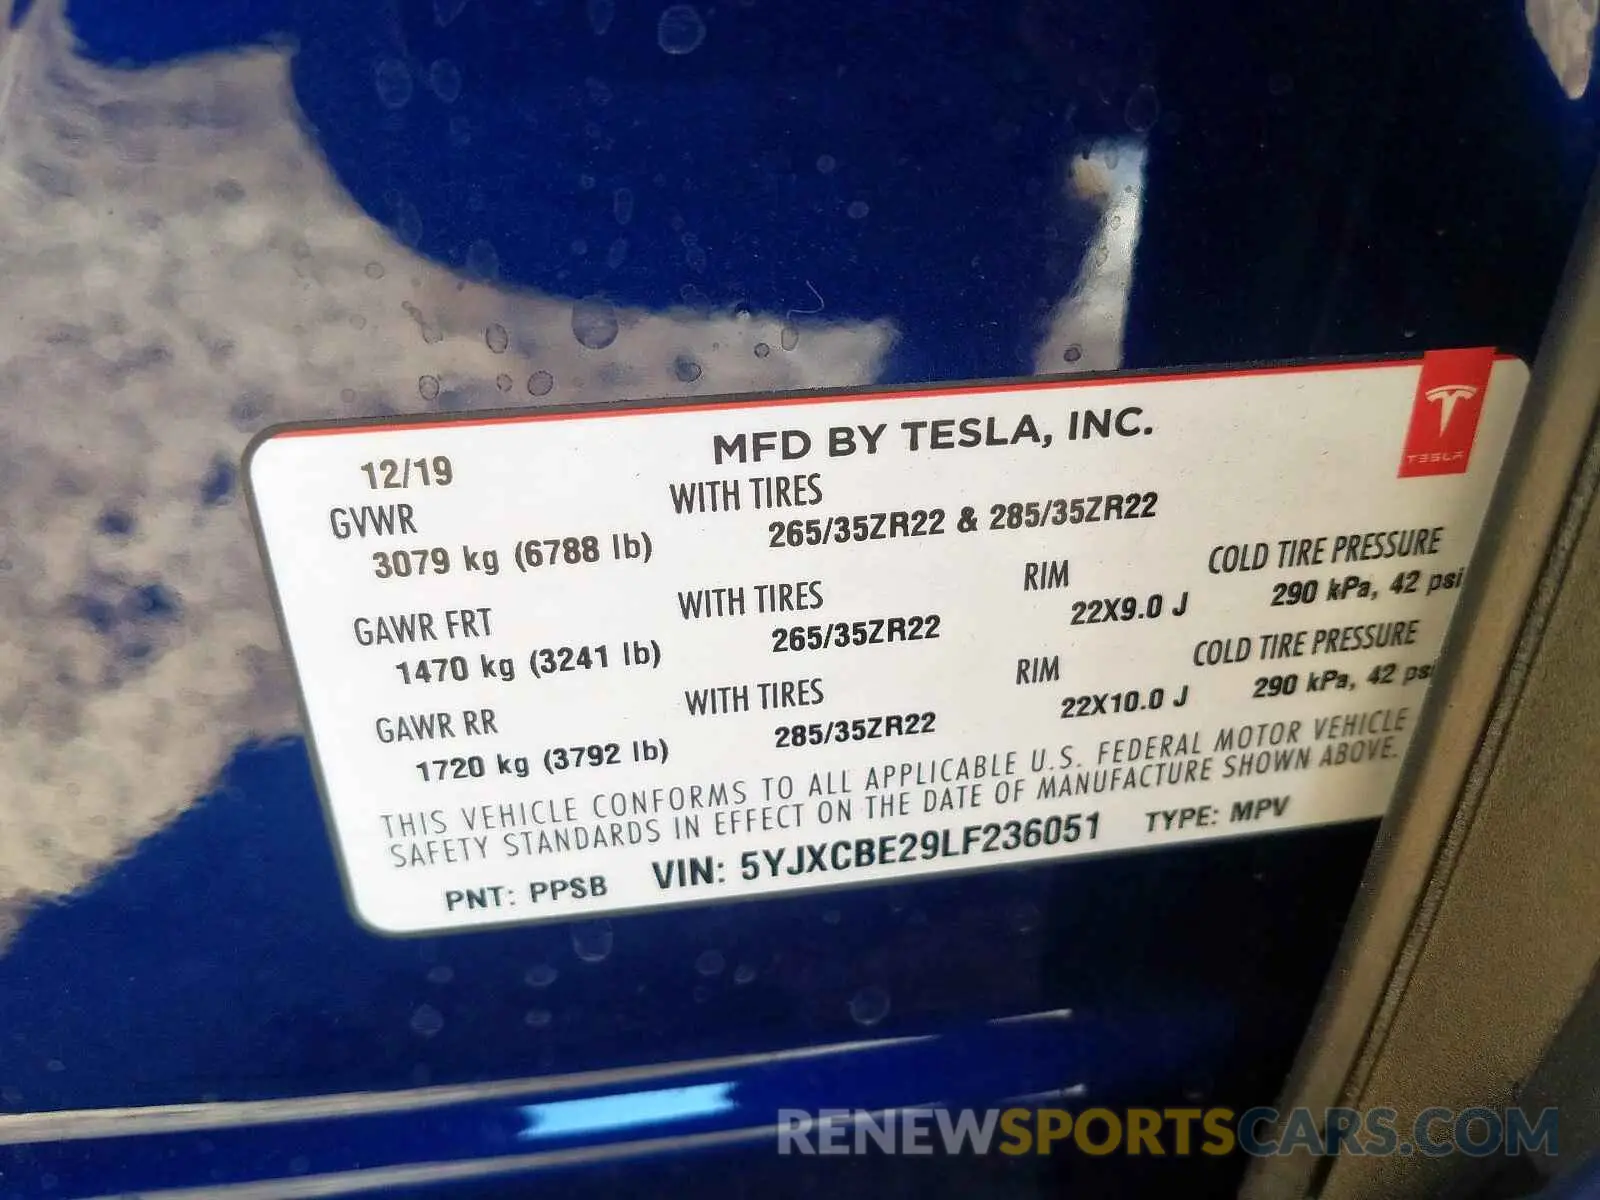 MFD BY TESLA, INC.
TESLA
12/19
GVWR
3079 kg (6788 lb)
WITH TIRES
265/35ZR22 & 285/35ZR22
GAWR FRT
1470 kg (3241 lb)
WITH TIRES
265/35ZR22
RIM
22X9.0 J
COLD TIRE PRESSURE
290 kPa, 42 psi
GAWR RR
1720 kg (3792 lb)
WITH TIRES
285/35ZR22
RIM
22X10.0 J
COLD TIRE PRESSURE
290 kPa, 42 psi
THIS VEHICLE CONFORMS TO ALL APPLICABLE U.S. FEDERAL MOTOR VEHICLE
SAFETY STANDARDS IN EFFECT ON THE DATE OF MANUFACTURE SHOWN ABOVE.
PNT: PPSB VIN: 5YJXCBE29LF236051 TYPE: MPV
RENEWSPORTSCARS.COM